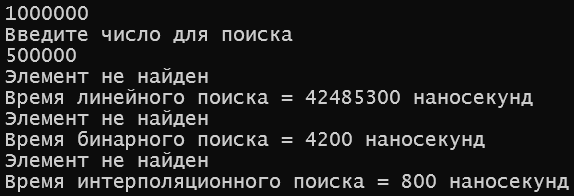 1000000
Введите число для поиска
500000
Элемент не найден
Время линейного поиска = 42485300 наносекунд
Элемент не найден
Время бинарного поиска = 4200 наносекунд
Элемент не найден
Время интерполяционного поиска = 800 наносекунд